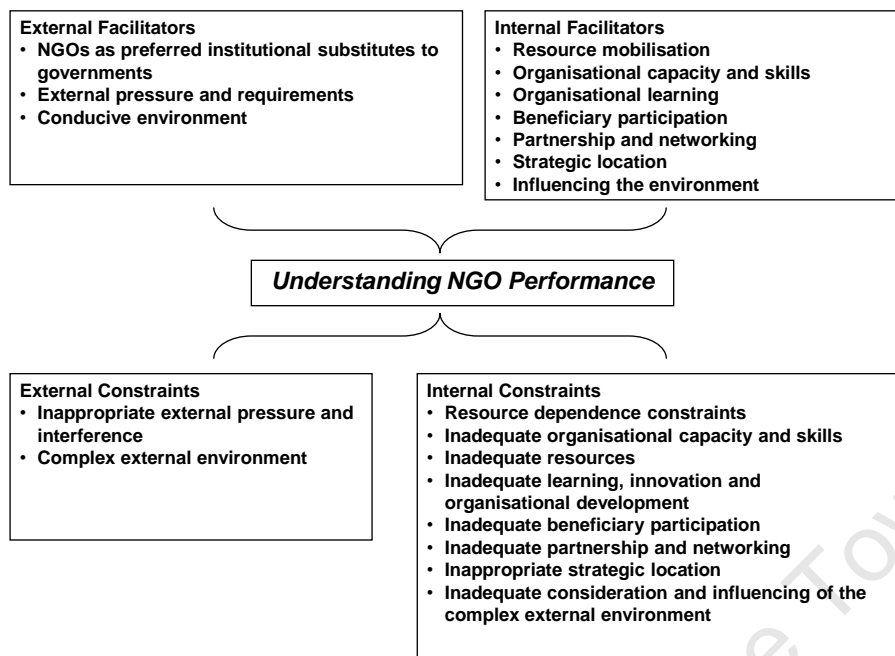 External Facilitators
• NGOs as preferred institutional substitutes to
governments
• External pressure and requirements
• Conducive environment
Internal Facilitators
• Resource mobilisation
• Organisational capacity and skills
• Organisational learning
• Beneficiary participation
• Partnership and networking
• Strategic location
• Influencing the environment
Understanding NGO Performance
External Constraints
• Inappropriate external pressure and
interference
• Complex external environment
Internal Constraints
• Resource dependence constraints
• Inadequate organisational capacity and skills
• Inadequate resources
• Inadequate learning, innovation and
organisational development
• Inadequate beneficiary participation
• Inadequate partnership and networking
• Inappropriate strategic location
• Inadequate consideration and influencing of the
complex external environment